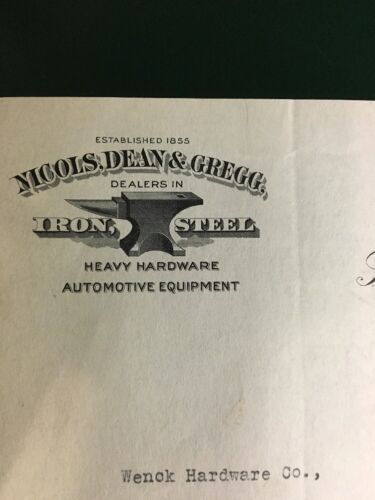 ESTABLISHED 1855
NICOLS, DEAN & GREGG,
DEALERS IN
IRON, STEEL
HEAVY HARDWARE
AUTOMOTIVE EQUIPMENT
Wenck Hardware Co.,